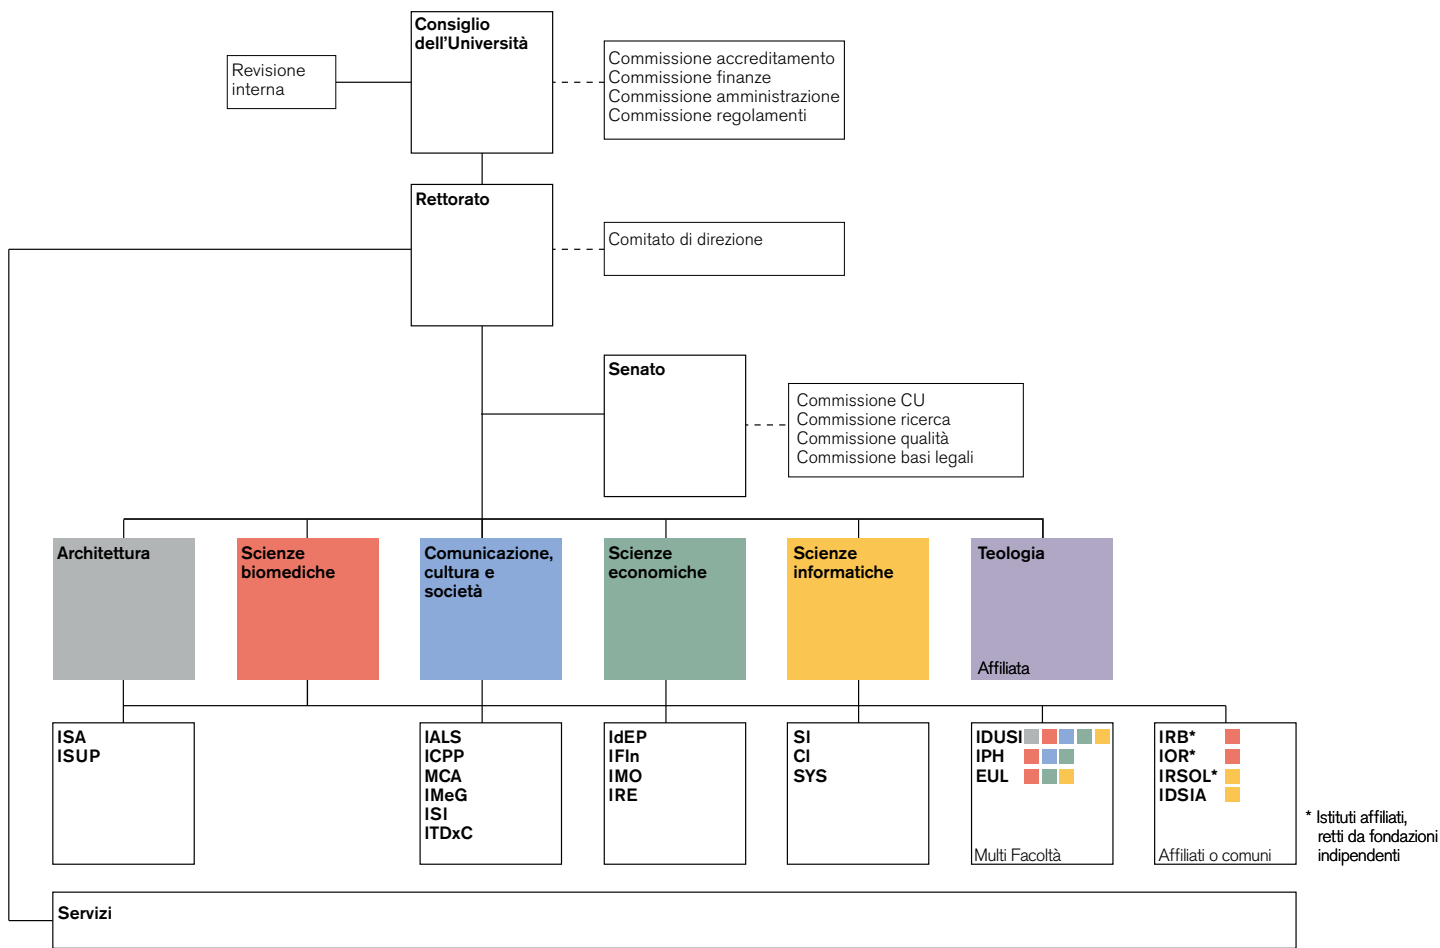 Consiglio
dell'Università
Revisione
interna
Commissione accreditamento
Commissione finanze
Commissione amministrazione
Commissione regolamenti
Rettorato
Comitato di direzione
Senato
Commissione CU
Commissione ricerca
Commissione qualità
Commissione basi legali
Architettura
Scienze
biomediche
Comunicazione,
cultura e
società
Scienze
economiche
Scienze
informatiche
Teologia
Affiliata
ISA
ISUP
IALS
ICPP
MCA
IMeG
ISI
ITDxC
IdEP
IFIn
IMO
IRE
SI
CI
SYS
IDUSI
IPH
EUL
Multi Facoltà
IRB*
IOR*
IRSOL*
IDSIA
Affiliati o comuni
* Istituti affiliati,
retti da fondazioni
indipendenti
Servizi